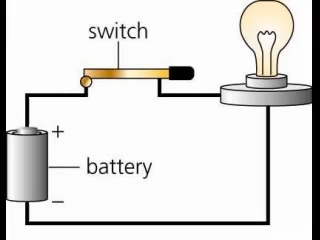 switch
+
battery
−